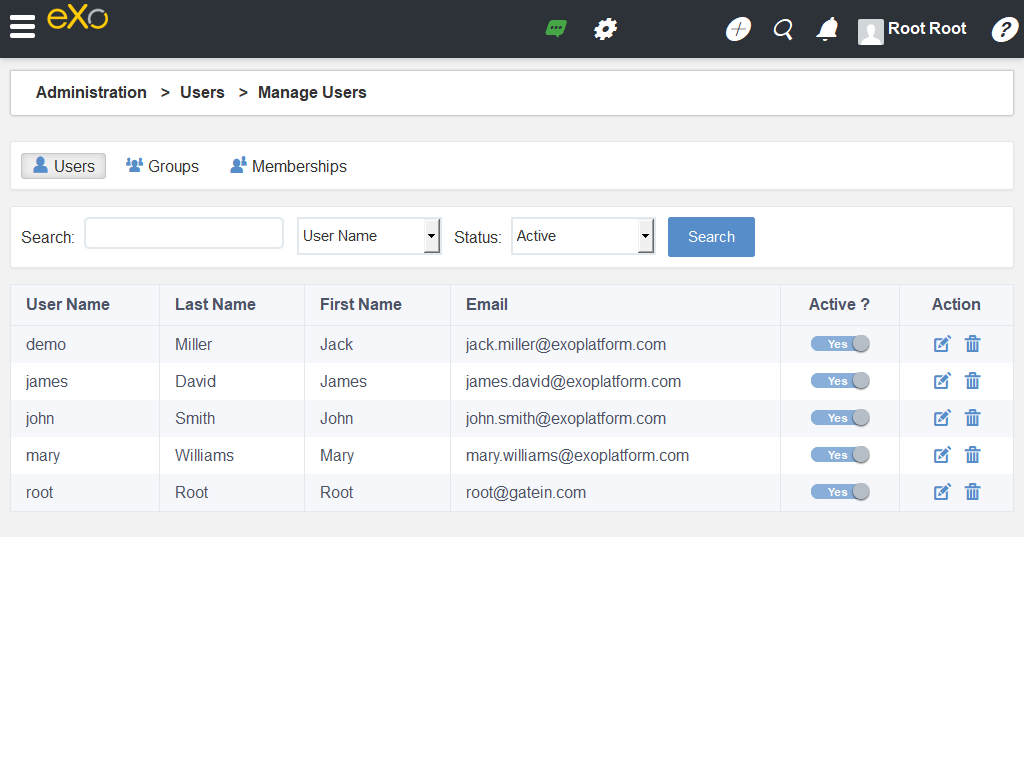 eXo
Root Root ?
Administration > Users > Manage Users
Users Groups Memberships
Search: User Name Status: Active Search
User Name Last Name First Name Email Active ? Action
demo Miller Jack jack.miller@exoplatform.com Yes
james David James james.david@exoplatform.com Yes
john Smith John john.smith@exoplatform.com Yes
mary Williams Mary mary.williams@exoplatform.com Yes
root Root Root root@gatein.com Yes